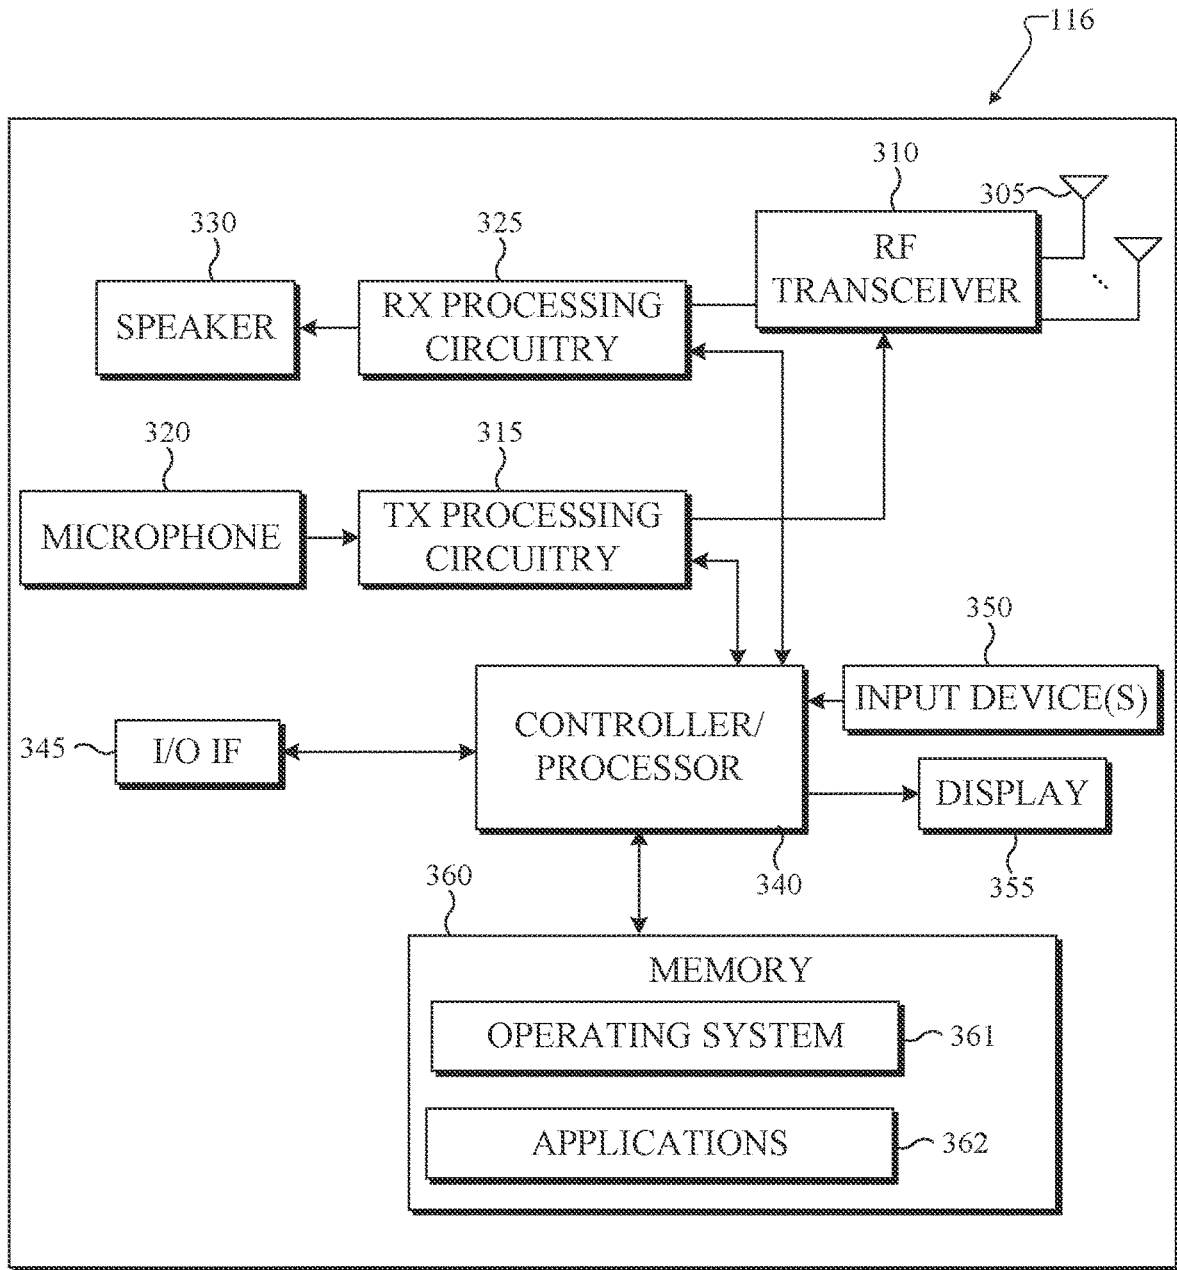 116
310
305
RF
TRANSCEIVER
330
325
SPEAKER
RX PROCESSING
CIRCUITRY
320
315
MICROPHONE
TX PROCESSING
CIRCUITRY
350
INPUT DEVICE(S)
345
I/O IF
CONTROLLER/
PROCESSOR
DISPLAY
340
355
360
MEMORY
OPERATING SYSTEM
361
APPLICATIONS
362